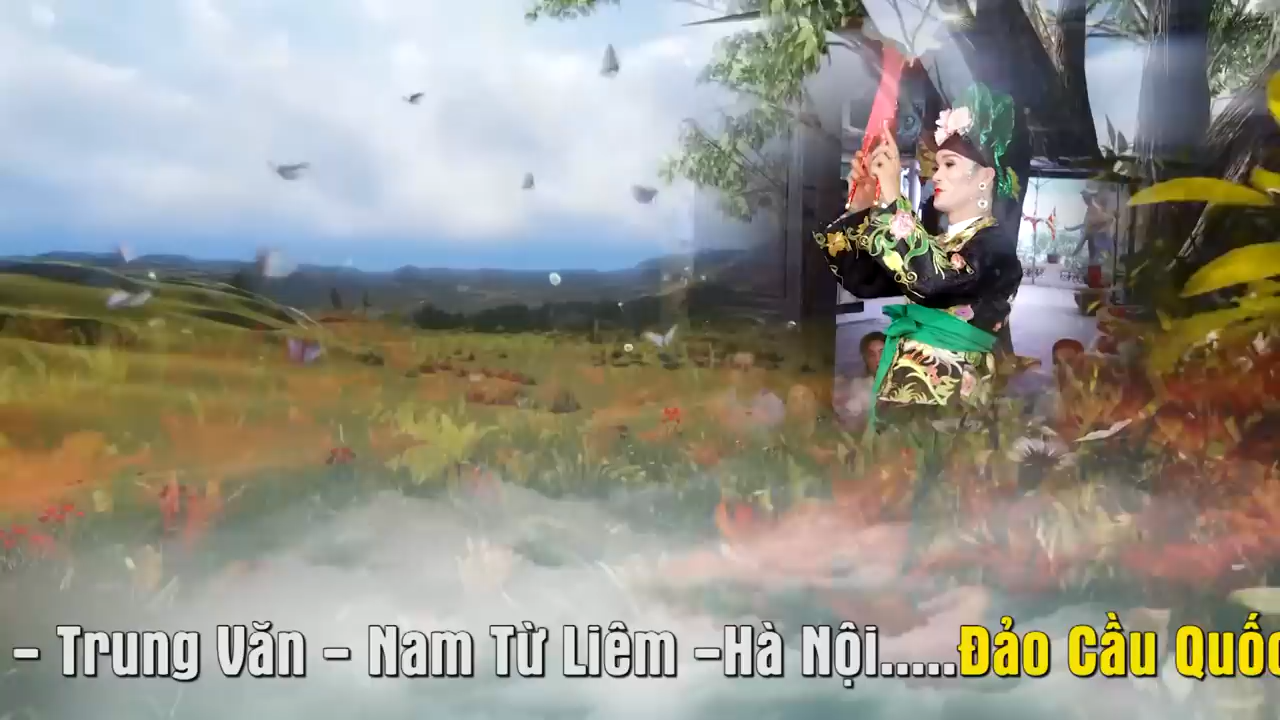 - Trung Văn - Nam Từ Liêm -Hà Nội.....Đảo Cầu Quốc